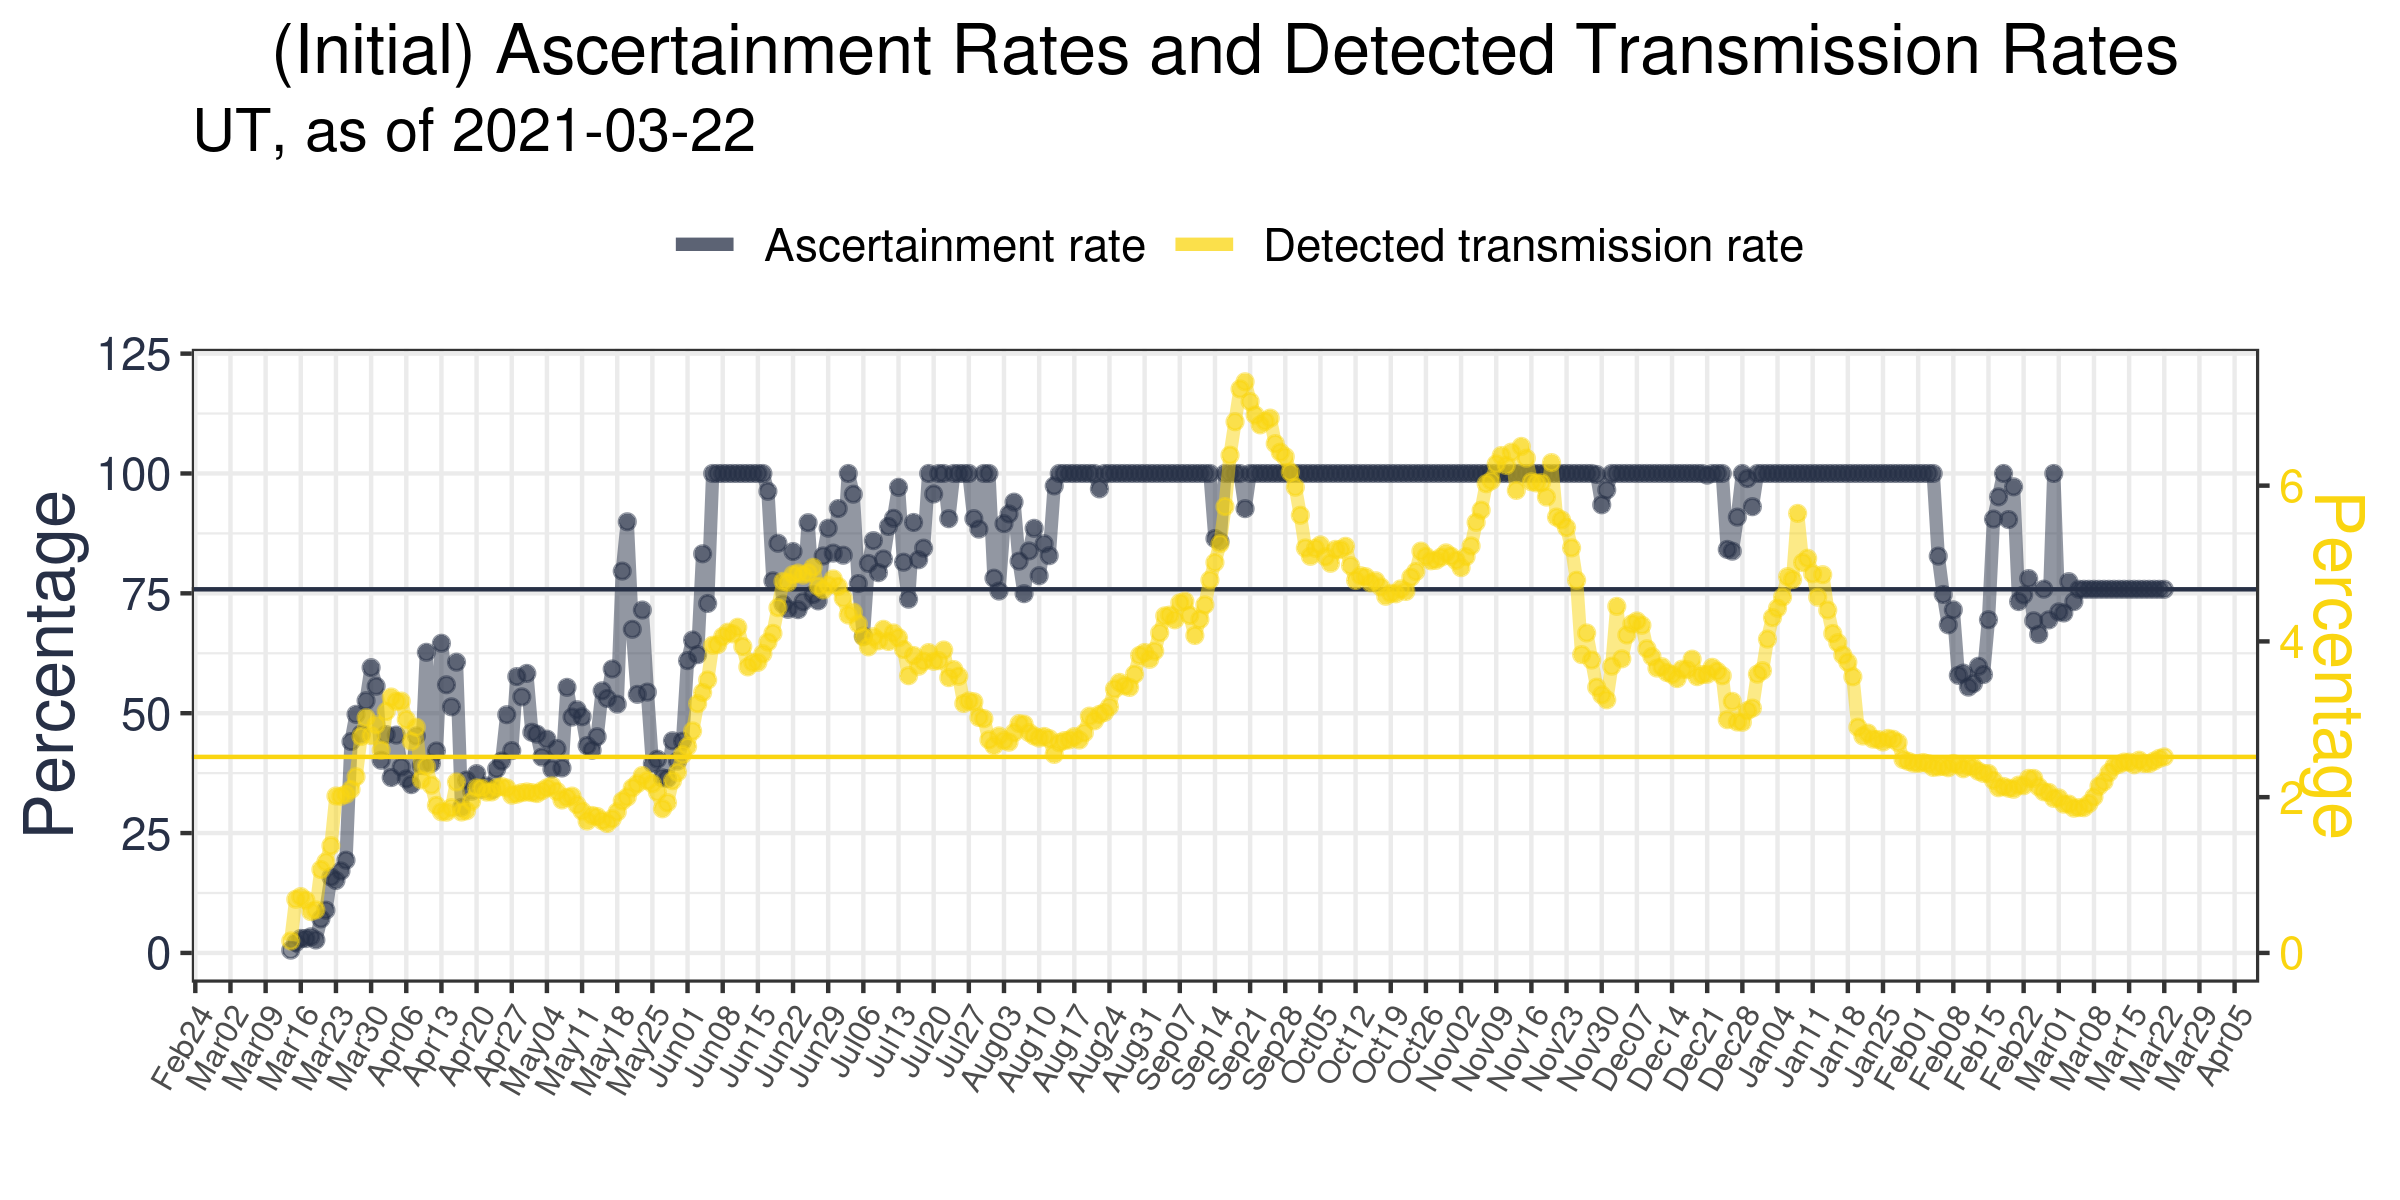 (Initial) Ascertainment Rates and Detected Transmission Rates
UT, as of 2021-03-22
Ascertainment rate
Detected transmission rate
125
100
75
50
25
0
Percentage
6
4
2
0
Percentage
Feb24
Mar02
Mar09
Mar16
Mar23
Mar30
Apr06
Apr13
Apr20
Apr27
May04
May11
May18
May25
Jun01
Jun08
Jun15
Jun22
Jun29
Jul06
Jul13
Jul20
Jul27
Aug03
Aug10
Aug17
Aug24
Aug31
Sep07
Sep14
Sep21
Sep28
Oct05
Oct12
Oct19
Oct26
Nov02
Nov09
Nov16
Nov23
Nov30
Dec07
Dec14
Dec21
Dec28
Jan04
Jan11
Jan18
Jan25
Feb01
Feb08
Feb15
Feb22
Mar01
Mar08
Mar15
Mar22
Mar29
Apr05